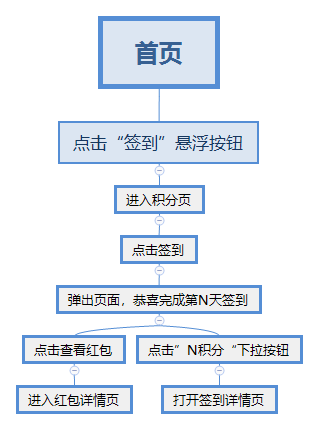 首页
点击“签到”悬浮按钮
进入积分页
点击签到
弹出页面，恭喜完成第N天签到
点击查看红包
点击”N积分“下拉按钮
进入红包详情页
打开签到详情页